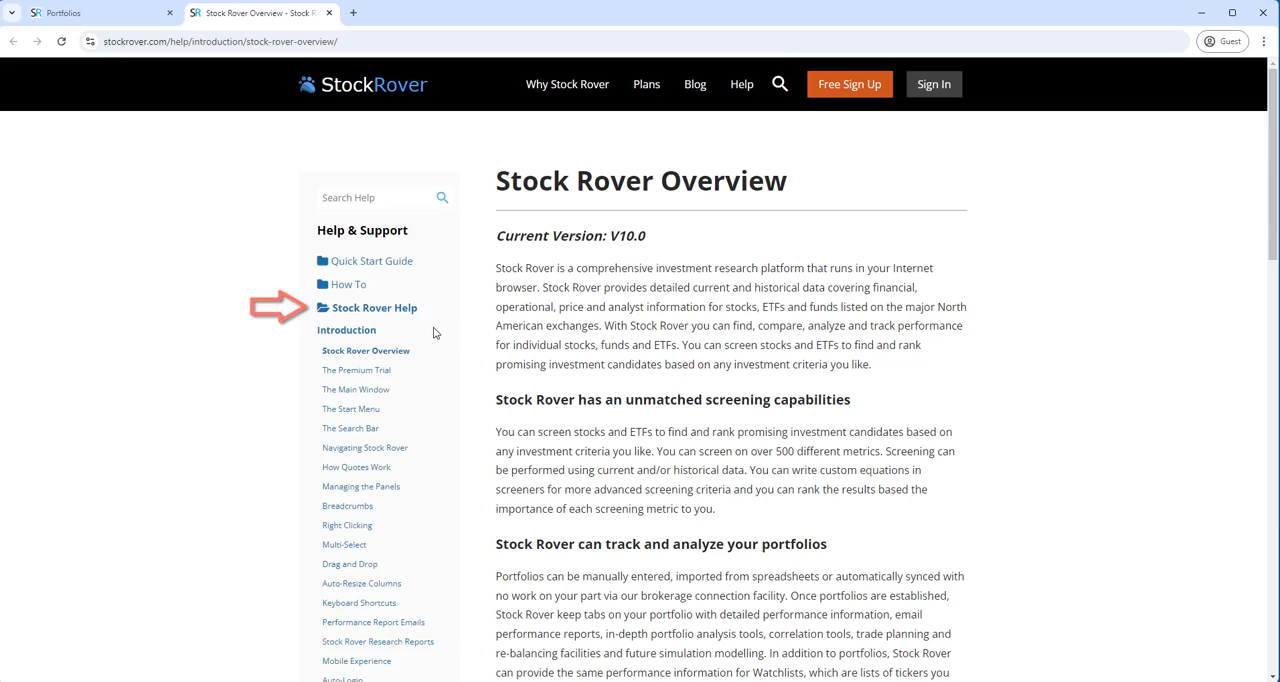 SR Portfolios
SR Stock Rover Overview - Stock R
stockrover.com/help/introduction/stock-rover-overview/
Guest
StockRover
Why Stock Rover
Plans
Blog
Help
Free Sign Up
Sign In
Search Help
Help & Support
Quick Start Guide
How To
Stock Rover Help
Introduction
Stock Rover Overview
The Premium Trial
The Main Window
The Start Menu
The Search Bar
Navigating Stock Rover
How Quotes Work
Managing the Panels
Breadcrumbs
Right Clicking
Multi-Select
Drag and Drop
Auto-Resize Columns
Keyboard Shortcuts
Performance Report Emails
Stock Rover Research Reports
Mobile Experience
Auto-Login
Stock Rover Overview
Current Version: V10.0
Stock Rover is a comprehensive investment research platform that runs in your Internet
browser. Stock Rover provides detailed current and historical data covering financial,
operational, price and analyst information for stocks, ETFs and funds listed on the major North
American exchanges. With Stock Rover you can find, compare, analyze and track performance
for individual stocks, funds and ETFs. You can screen stocks and ETFs to find and rank
promising investment candidates based on any investment criteria you like.
Stock Rover has an unmatched screening capabilities
You can screen stocks and ETFs to find and rank promising investment candidates based on
any investment criteria you like. You can screen on over 500 different metrics. Screening can
be performed using current and/or historical data. You can write custom equations in
screeners for more advanced screening criteria and you can rank the results based the
importance of each screening metric to you.
Stock Rover can track and analyze your portfolios
Portfolios can be manually entered, imported from spreadsheets or automatically synced with
no work on your part via our brokerage connection facility. Once portfolios are established,
Stock Rover keep tabs on your portfolio with detailed performance information, email
performance reports, in-depth portfolio analysis tools, correlation tools, trade planning and
re-balancing facilities and future simulation modelling. In addition to portfolios, Stock Rover
can provide the same performance information for Watchlists, which are lists of tickers you